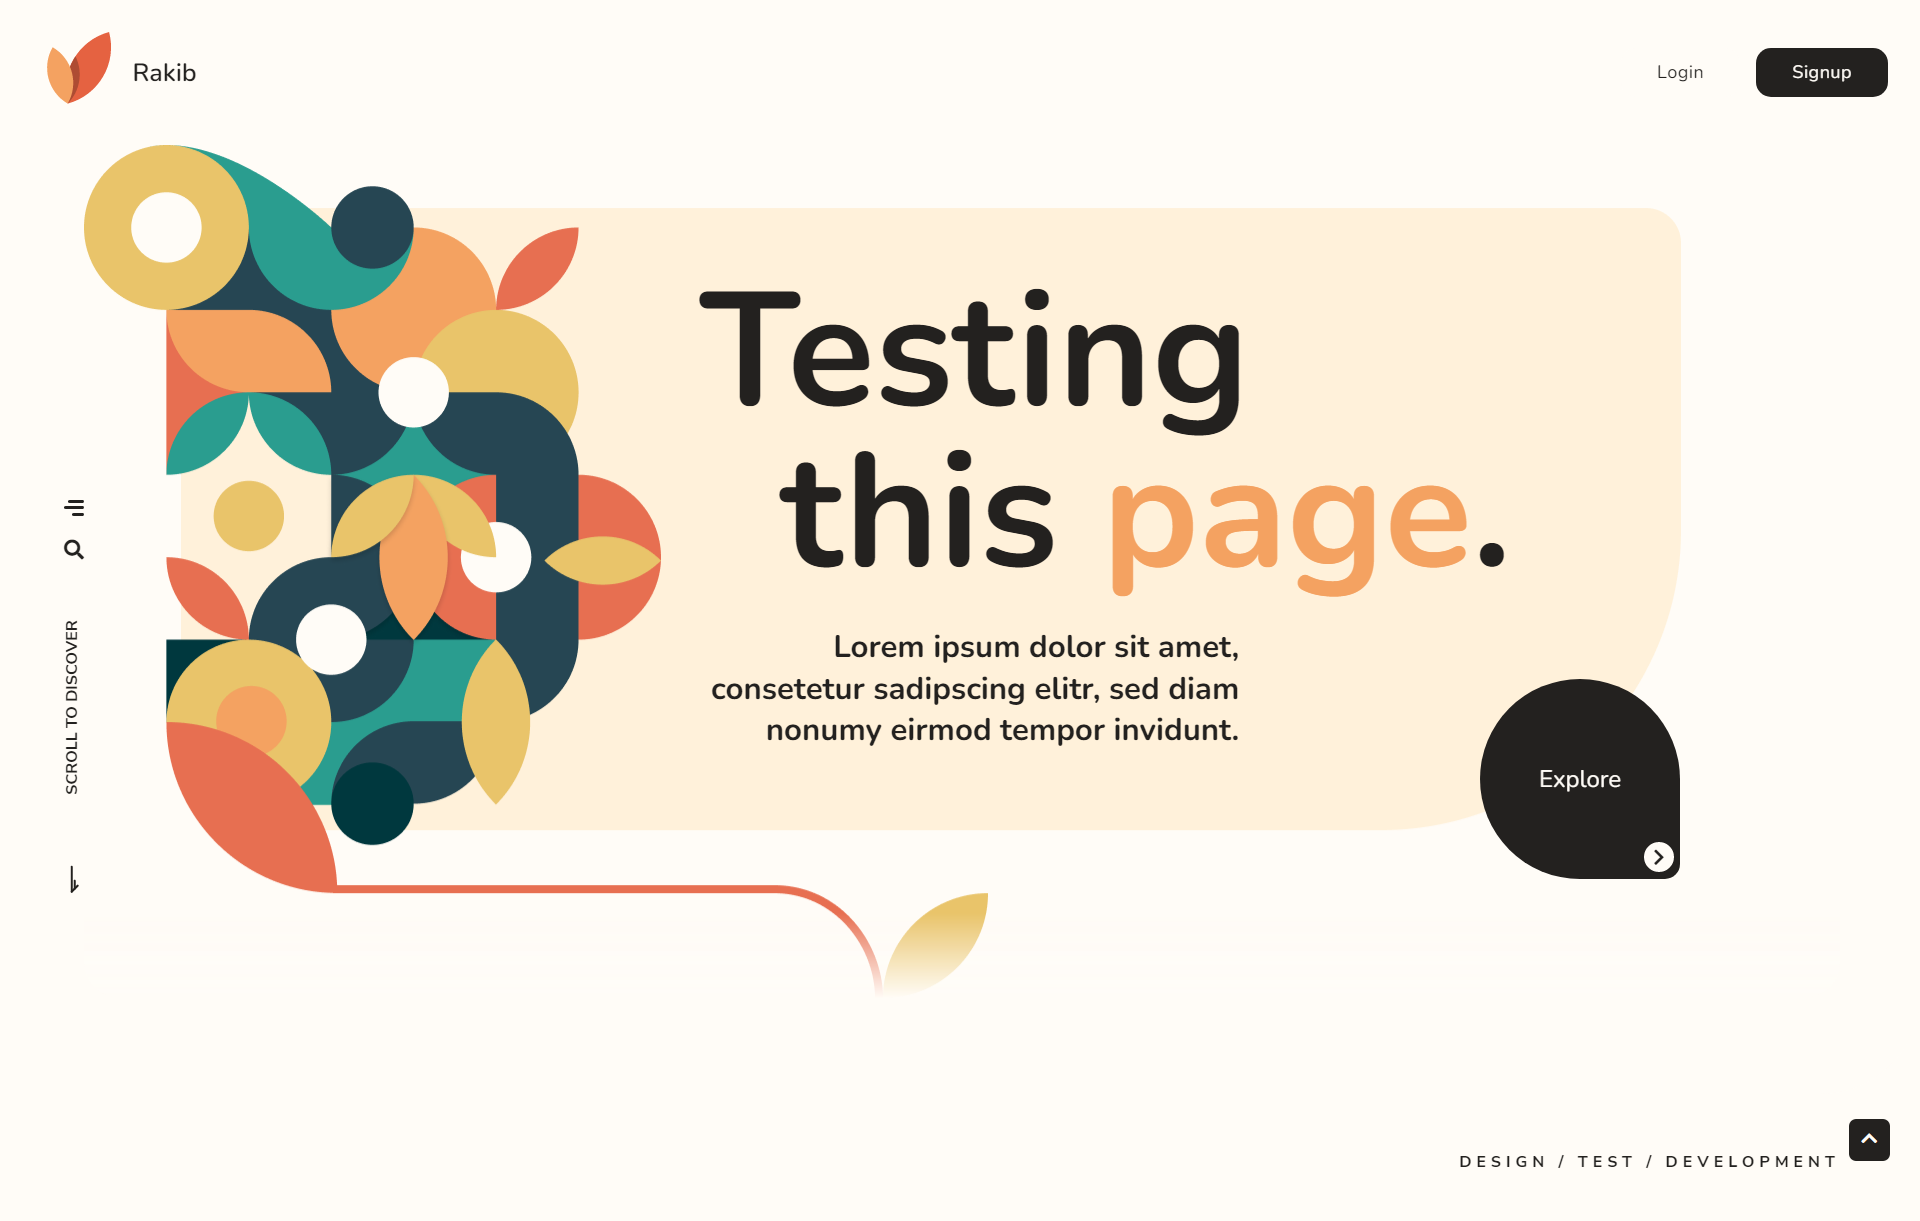 Rakib
Login
Signup
Testing
this page.
Lorem ipsum dolor sit amet,
consetetur sadipscing elitr, sed diam
nonumy eirmod tempor invidunt.
SCROLL TO DISCOVER
Explore
DESIGN / TEST / DEVELOPMENT